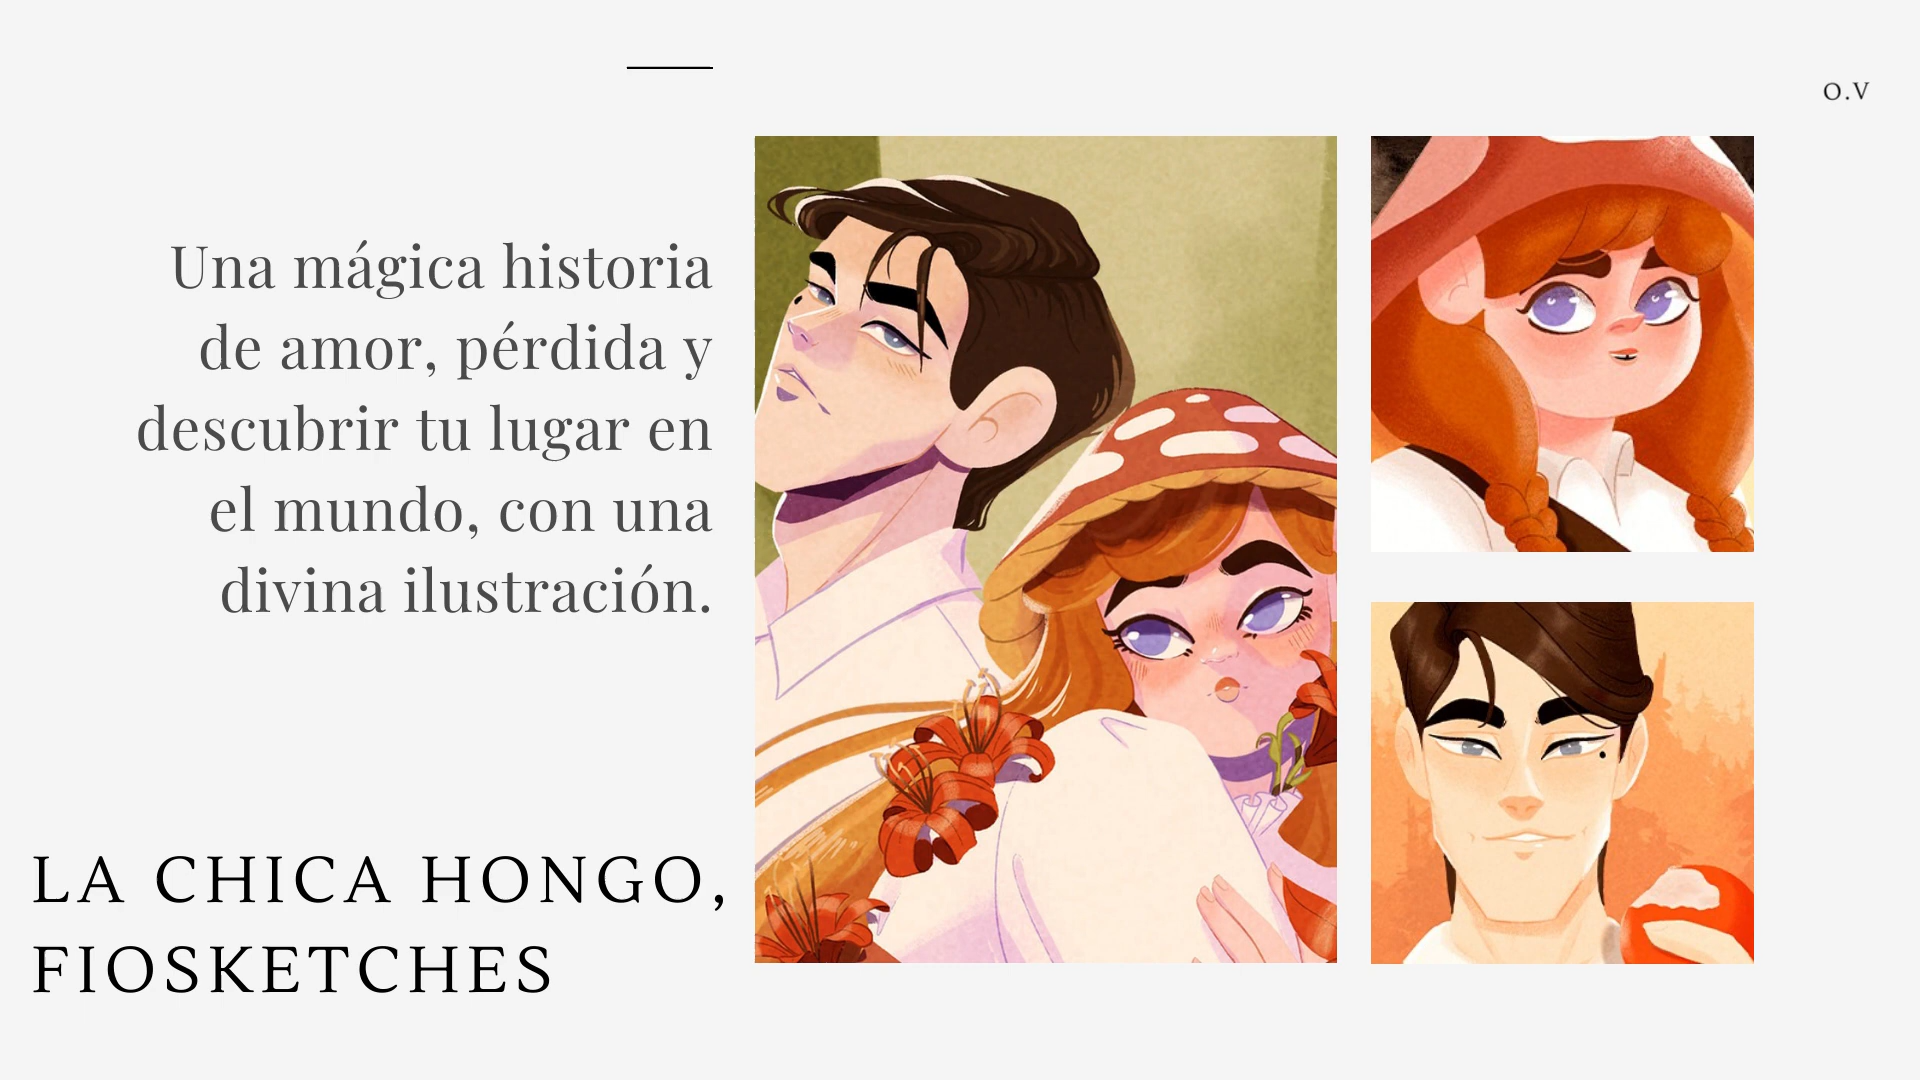 O.V
Una mágica historia
de amor, pérdida y
descubrir tu lugar en
el mundo, con una
divina ilustración.
LA CHICA HONGO,
FIOSKETCHES